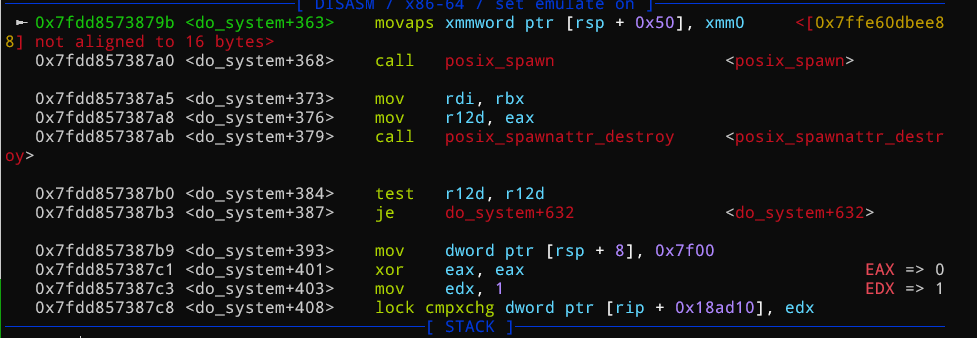 [ DISASM / x86-64 / set emulate on ]
► 0x7fdd8573879b <do_system+363> movaps xmmword ptr [rsp + 0x50], xmm0 <[0x7ffe60dbee8
8] not aligned to 16 bytes>
0x7fdd857387a0 <do_system+368> call posix_spawn <posix_spawn>
0x7fdd857387a5 <do_system+373> mov rdi, rbx
0x7fdd857387a8 <do_system+376> mov r12d, eax
0x7fdd857387ab <do_system+379> call posix_spawnattr_destroy <posix_spawnattr_destr
oy>
0x7fdd857387b0 <do_system+384> test r12d, r12d
0x7fdd857387b3 <do_system+387> je do_system+632 <do_system+632>
0x7fdd857387b9 <do_system+393> mov dword ptr [rsp + 8], 0x7f00
0x7fdd857387c1 <do_system+401> xor eax, eax EAX => 0
0x7fdd857387c3 <do_system+403> mov edx, 1 EDX => 1
0x7fdd857387c8 <do_system+408> lock cmpxchg dword ptr [rip + 0x18ad10], edx
[ STACK ]